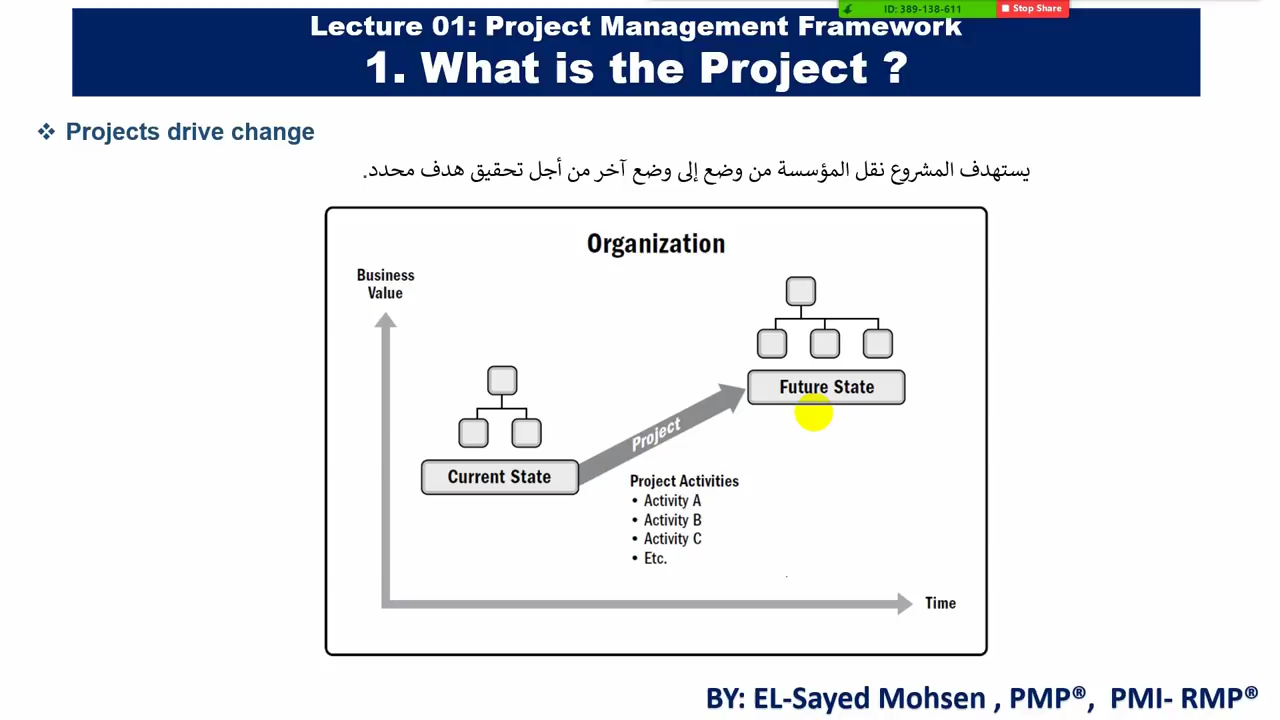 ID: 389-138-611
Stop Share
Lecture 01: Project Management Framework
1. What is the Project ?
❖ Projects drive change
يستهدف المشروع نقل المؤسسة من وضع إلى وضع آخر من أجل تحقيق هدف محدد.
Organization
Business
Value
Future State
Project
Current State
Project Activities
• Activity A
• Activity B
• Activity C
• Etc.
Time
BY: EL-Sayed Mohsen , PMP®, PMI- RMP®